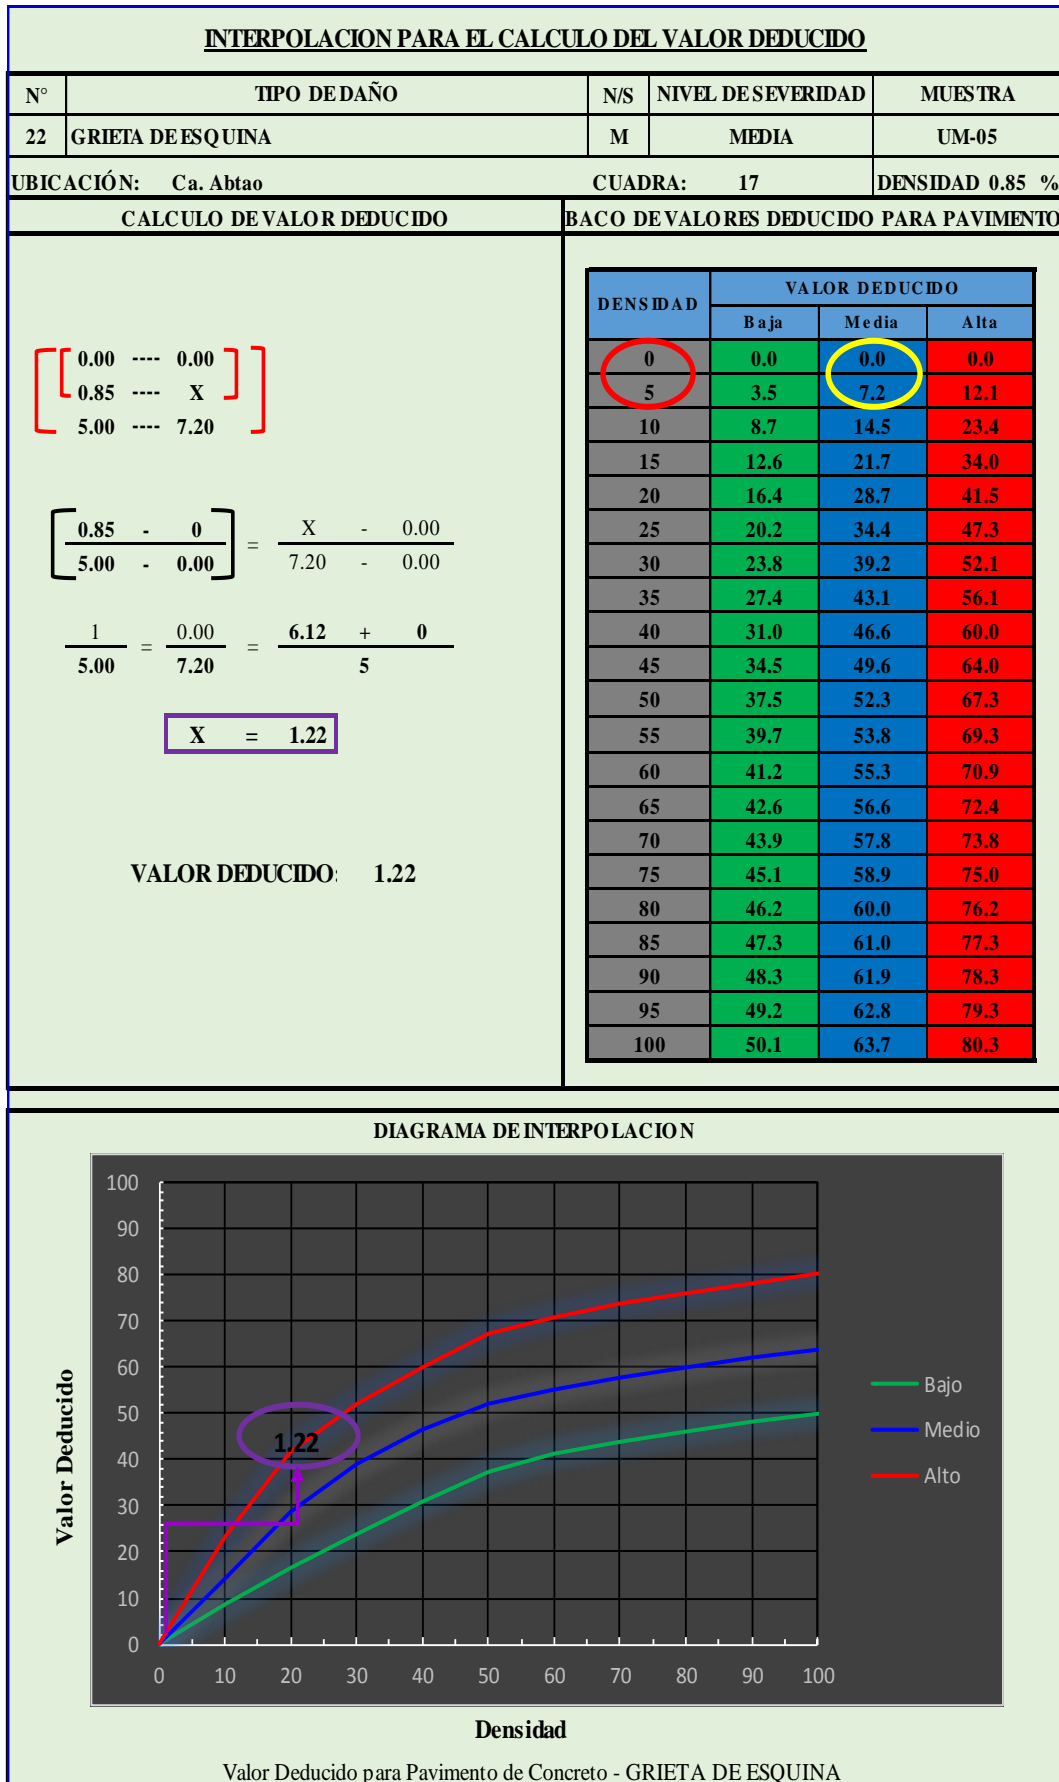 INTERPOLACION PARA EL CALCULO DEL VALOR DEDUCIDO
N° TIPO DE DAÑO N/S NIVEL DE SEVERIDAD MUESTRA
22 GRIETA DE ESQUINA M MEDIA UM-05
UBICACIÓN: Ca. Abtao CUADRA: 17 DENSIDAD 0.85 %
CALCULO DE VALOR DEDUCIDO
0.00 ---- 0.00
0.85 ---- X
5.00 ---- 7.20
0.85 - 0 = X - 0.00
5.00 - 0.00 7.20 - 0.00
1 = 0.00 = 6.12 + 0
5.00 7.20 5
X = 1.22
VALOR DEDUCIDO: 1.22
BACO DE VALORES DEDUCIDO PARA PAVIMENTO
DENSIDAD VALOR DEDUCIDO
Baja Media Alta
0 0.0 0.0 0.0
5 3.5 7.2 12.1
10 8.7 14.5 23.4
15 12.6 21.7 34.0
20 16.4 28.7 41.5
25 20.2 34.4 47.3
30 23.8 39.2 52.1
35 27.4 43.1 56.1
40 31.0 46.6 60.0
45 34.5 49.6 64.0
50 37.5 52.3 67.3
55 39.7 53.8 69.3
60 41.2 55.3 70.9
65 42.6 56.6 72.4
70 43.9 57.8 73.8
75 45.1 58.9 75.0
80 46.2 60.0 76.2
85 47.3 61.0 77.3
90 48.3 61.9 78.3
95 49.2 62.8 79.3
100 50.1 63.7 80.3
DIAGRAMA DE INTERPOLACION
100
90
80
70
60
50
40
30
20
10
0
Valor Deducido
1.22
Bajo
Medio
Alto
0 10 20 30 40 50 60 70 80 90 100
Densidad
Valor Deducido para Pavimento de Concreto - GRIETA DE ESQUINA